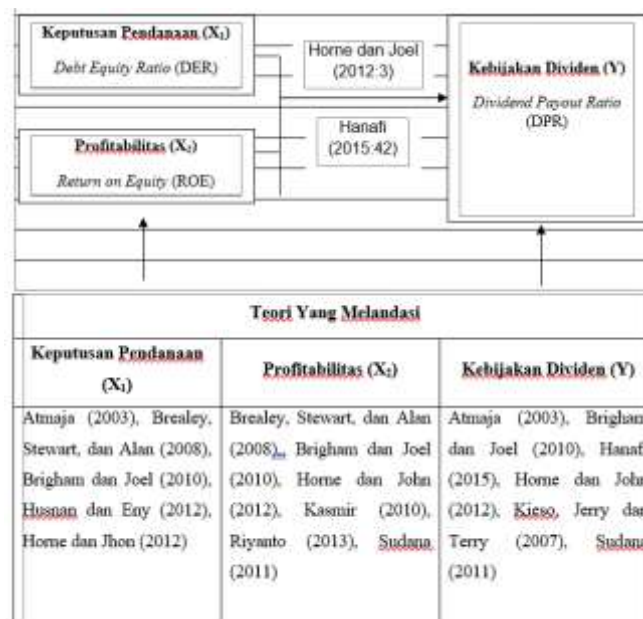 Keputusan Pendanaan (X1)
Debt Equity Ratio (DER)
Horne dan Joel
(2012:3)
Kebijakan Dividen (Y)
Dividend Payout Ratio
(DPR)
Hanafi
(2015:42)
Profitabilitas (X2)
Return on Equity (ROE)
Teori Yang Melandasi
Keputusan Pendanaan
(X1)
Profitabilitas (X2)
Kebijakan Dividen (Y)
Atmaja (2003), Brealey,
Stewart, dan Alan (2008),
Brigham dan Joel (2010),
Husnan dan Eny (2012),
Horne dan Jhon (2012)
Brealey, Stewart, dan Alan
(2008),, Brigham dan Joel
(2010), Horne dan John
(2012), Kasmir (2010),
Riyanto (2013), Sudana
(2011)
Atmaja (2003), Brigham
dan Joel (2010), Hanafi
(2015), Horne dan John
(2012), Kieso, Jerry dan
Terry (2007), Sudana
(2011)